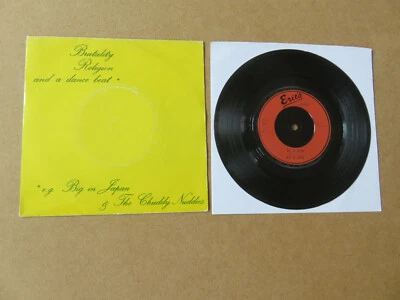 Brutality
Religion
and a dance beat *
* e.g. Big in Japan
& The Chuddy Nuddies
Eric's